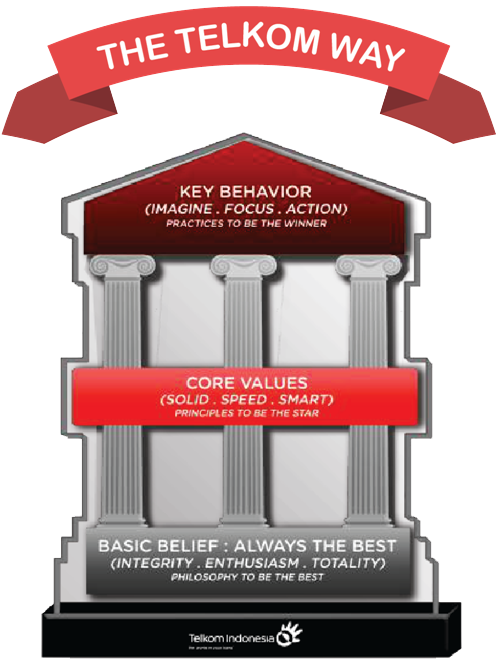 THE TELKOM WAY
KEY BEHAVIOR
(IMAGINE . FOCUS . ACTION)
PRACTICES TO BE THE WINNER
CORE VALUES
(SOLID . SPEED . SMART)
PRINCIPLES TO BE THE STAR
BASIC BELIEF : ALWAYS THE BEST
(INTEGRITY . ENTHUSIASM . TOTALITY)
PHILOSOPHY TO BE THE BEST
Telkom Indonesia